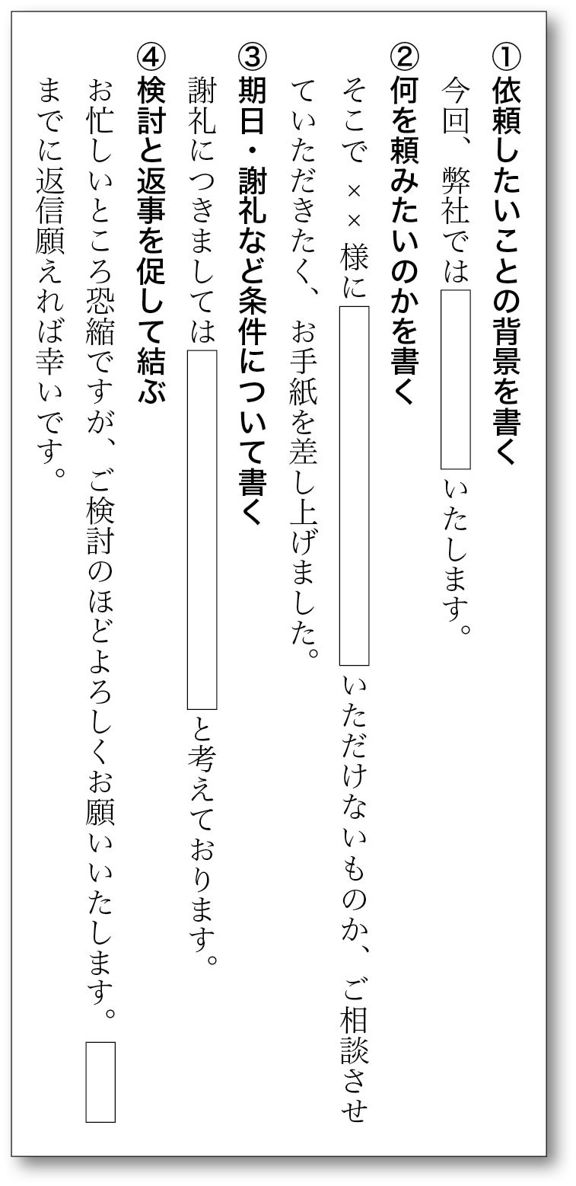 ①依頼したいことの背景を書く
今回、弊社では　　　いたします。
②何を頼みたいのかを書く
そこで××様に　　　いただけないものか、ご相談させ
ていただきたく、お手紙を差し上げました。
③期日・謝礼など条件について書く
謝礼につきましては　　　と考えております。
④検討と返事を促して結ぶ
お忙しいところ恐縮ですが、ご検討のほどよろしくお願いいたします。
までに返信願えれば幸いです。